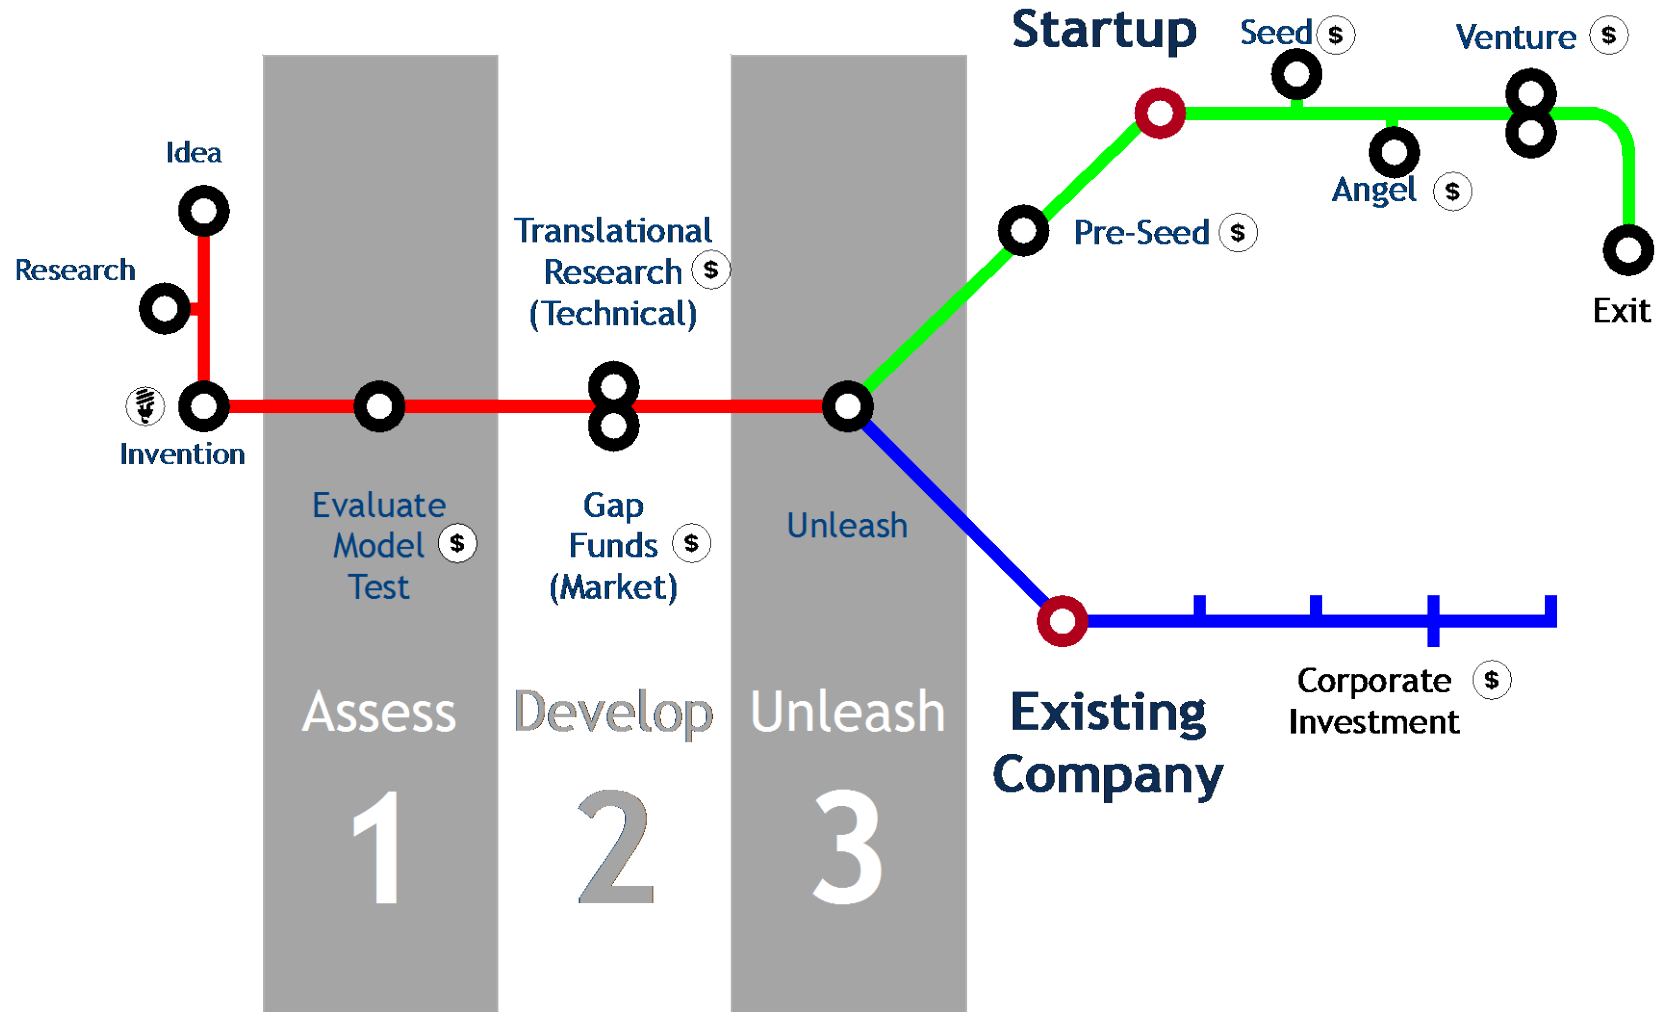 Startup
Seed $
Venture $
Idea
Angel $
Translational
Research $
(Technical)
Pre-Seed $
Research
Exit
Invention
Evaluate
Model $
Test
Gap
Funds $
(Market)
Unleash
Corporate $
Investment
Assess
Develop
Unleash
Existing
Company
1
2
3